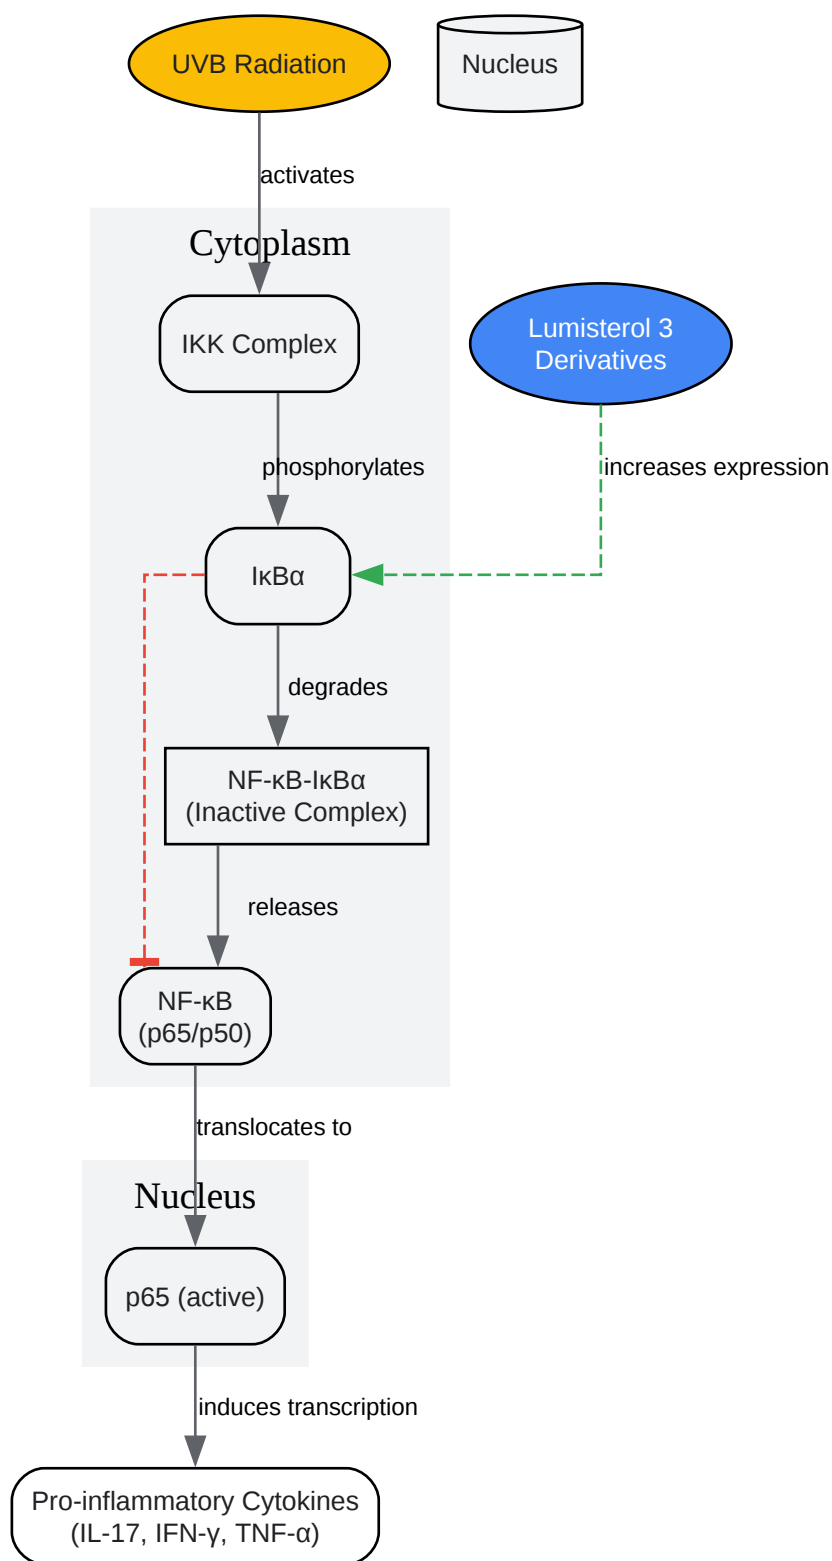 UVB Radiation
Nucleus
activates
Cytoplasm
IKK Complex
Lumisterol 3
Derivatives
phosphorylates
increases expression
IκBα
degrades
NF-κB-IκBα
(Inactive Complex)
releases
NF-κB
(p65/p50)
translocates to
Nucleus
p65 (active)
induces transcription
Pro-inflammatory Cytokines
(IL-17, IFN-γ, TNF-α)